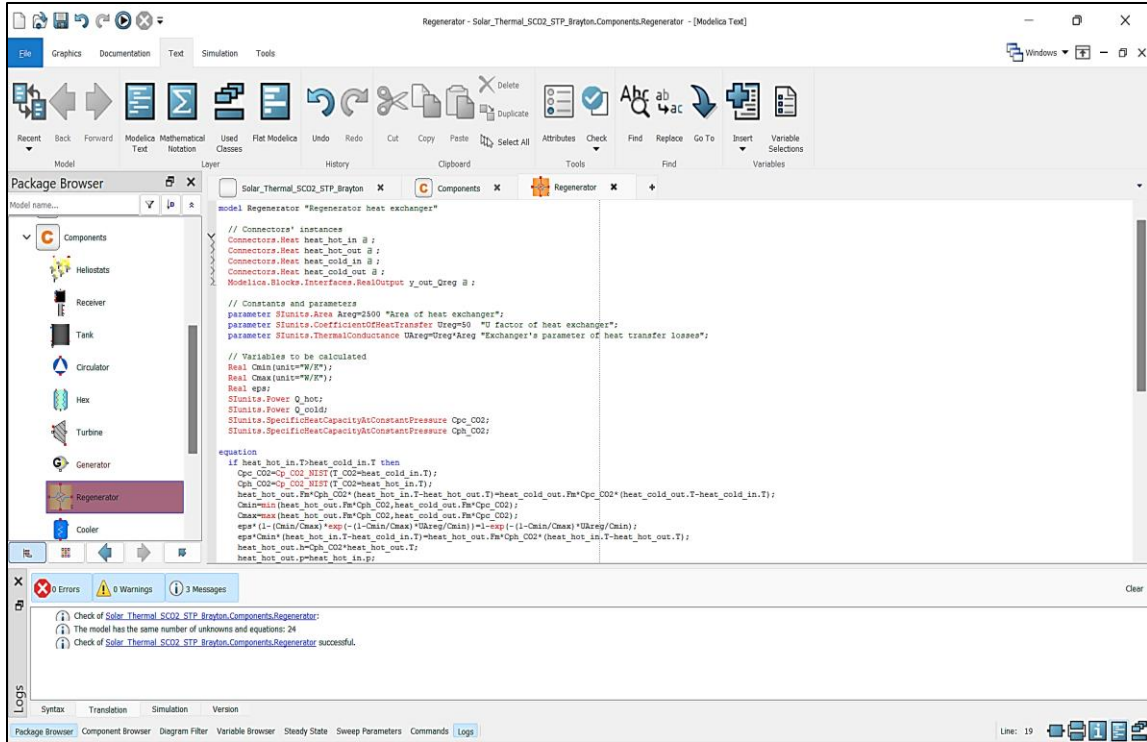 Regenerator - Solar_Thermal_SCO2_STP_Brayton.Components.Regenerator - [Modelica Text]
File Graphics Documentation Text Simulation Tools Windows
Delete
Duplicate
Select All
Recent Back Forward Modelica Text Mathematical Notation Used Classes Flat Modelica Undo Redo Cut Copy Paste Attributes Check Find Replace Go To Insert Variable Selections
Model Layer History Clipboard Tools Find Variables
Package Browser
Solar_Thermal_SCO2_STP_Brayton Components Regenerator
Model name...
Components
Heliostats
Receiver
Tank
Circulator
Hex
Turbine
Generator
Regenerator
Cooler
model Regenerator "Regenerator heat exchanger"
// Connectors' instances
Connectors.Heat heat_hot_in a ;
Connectors.Heat heat_hot_out a ;
Connectors.Heat heat_cold_in a ;
Connectors.Heat heat_cold_out a ;
Modelica.Blocks.Interfaces.RealOutput y_out_Qreg a ;
// Constants and parameters
parameter SIunits.Area Areg=2500 "Area of heat exchanger";
parameter SIunits.CoefficientOfHeatTransfer Ureg=50 "U factor of heat exchanger";
parameter SIunits.ThermalConductance UAreg=Ureg*Areg "Exchanger's parameter of heat transfer losses";
// Variables to be calculated
Real Cmin(unit="W/K");
Real Cmax(unit="W/K");
Real eps;
SIunits.Power Q_hot;
SIunits.Power Q_cold;
SIunits.SpecificHeatCapacityAtConstantPressure Cpc_CO2;
SIunits.SpecificHeatCapacityAtConstantPressure Cph_CO2;
equation
if heat_hot_in.T>heat_cold_in.T then
Cpc_CO2=Cp_CO2_NIST(T_CO2=heat_cold_in.T);
Cph_CO2=Cp_CO2_NIST(T_CO2=heat_hot_in.T);
heat_hot_out.Fm*Cph_CO2*(heat_hot_in.T-heat_hot_out.T)=heat_cold_out.Fm*Cpc_CO2*(heat_cold_out.T-heat_cold_in.T);
Cmin=min(heat_hot_out.Fm*Cph_CO2,heat_cold_out.Fm*Cpc_CO2);
Cmax=max(heat_hot_out.Fm*Cph_CO2,heat_cold_out.Fm*Cpc_CO2);
eps*(1-(Cmin/Cmax)*exp(-(1-Cmin/Cmax)*UAreg/Cmin))=1-exp(-(1-Cmin/Cmax)*UAreg/Cmin);
eps*Cmin*(heat_hot_in.T-heat_cold_in.T)=heat_hot_out.Fm*Cph_CO2*(heat_hot_in.T-heat_hot_out.T);
heat_hot_out.h=Cph_CO2*heat_hot_out.T;
heat_hot_out.p=heat_hot_in.p;
0 Errors 0 Warnings 3 Messages Clear
Check of Solar_Thermal_SCO2_STP_Brayton.Components.Regenerator:
The model has the same number of unknowns and equations: 24
Check of Solar_Thermal_SCO2_STP_Brayton.Components.Regenerator successful.
Logs
Syntax Translation Simulation Version
Package Browser Component Browser Diagram Filter Variable Browser Steady State Sweep Parameters Commands Logs Line: 19